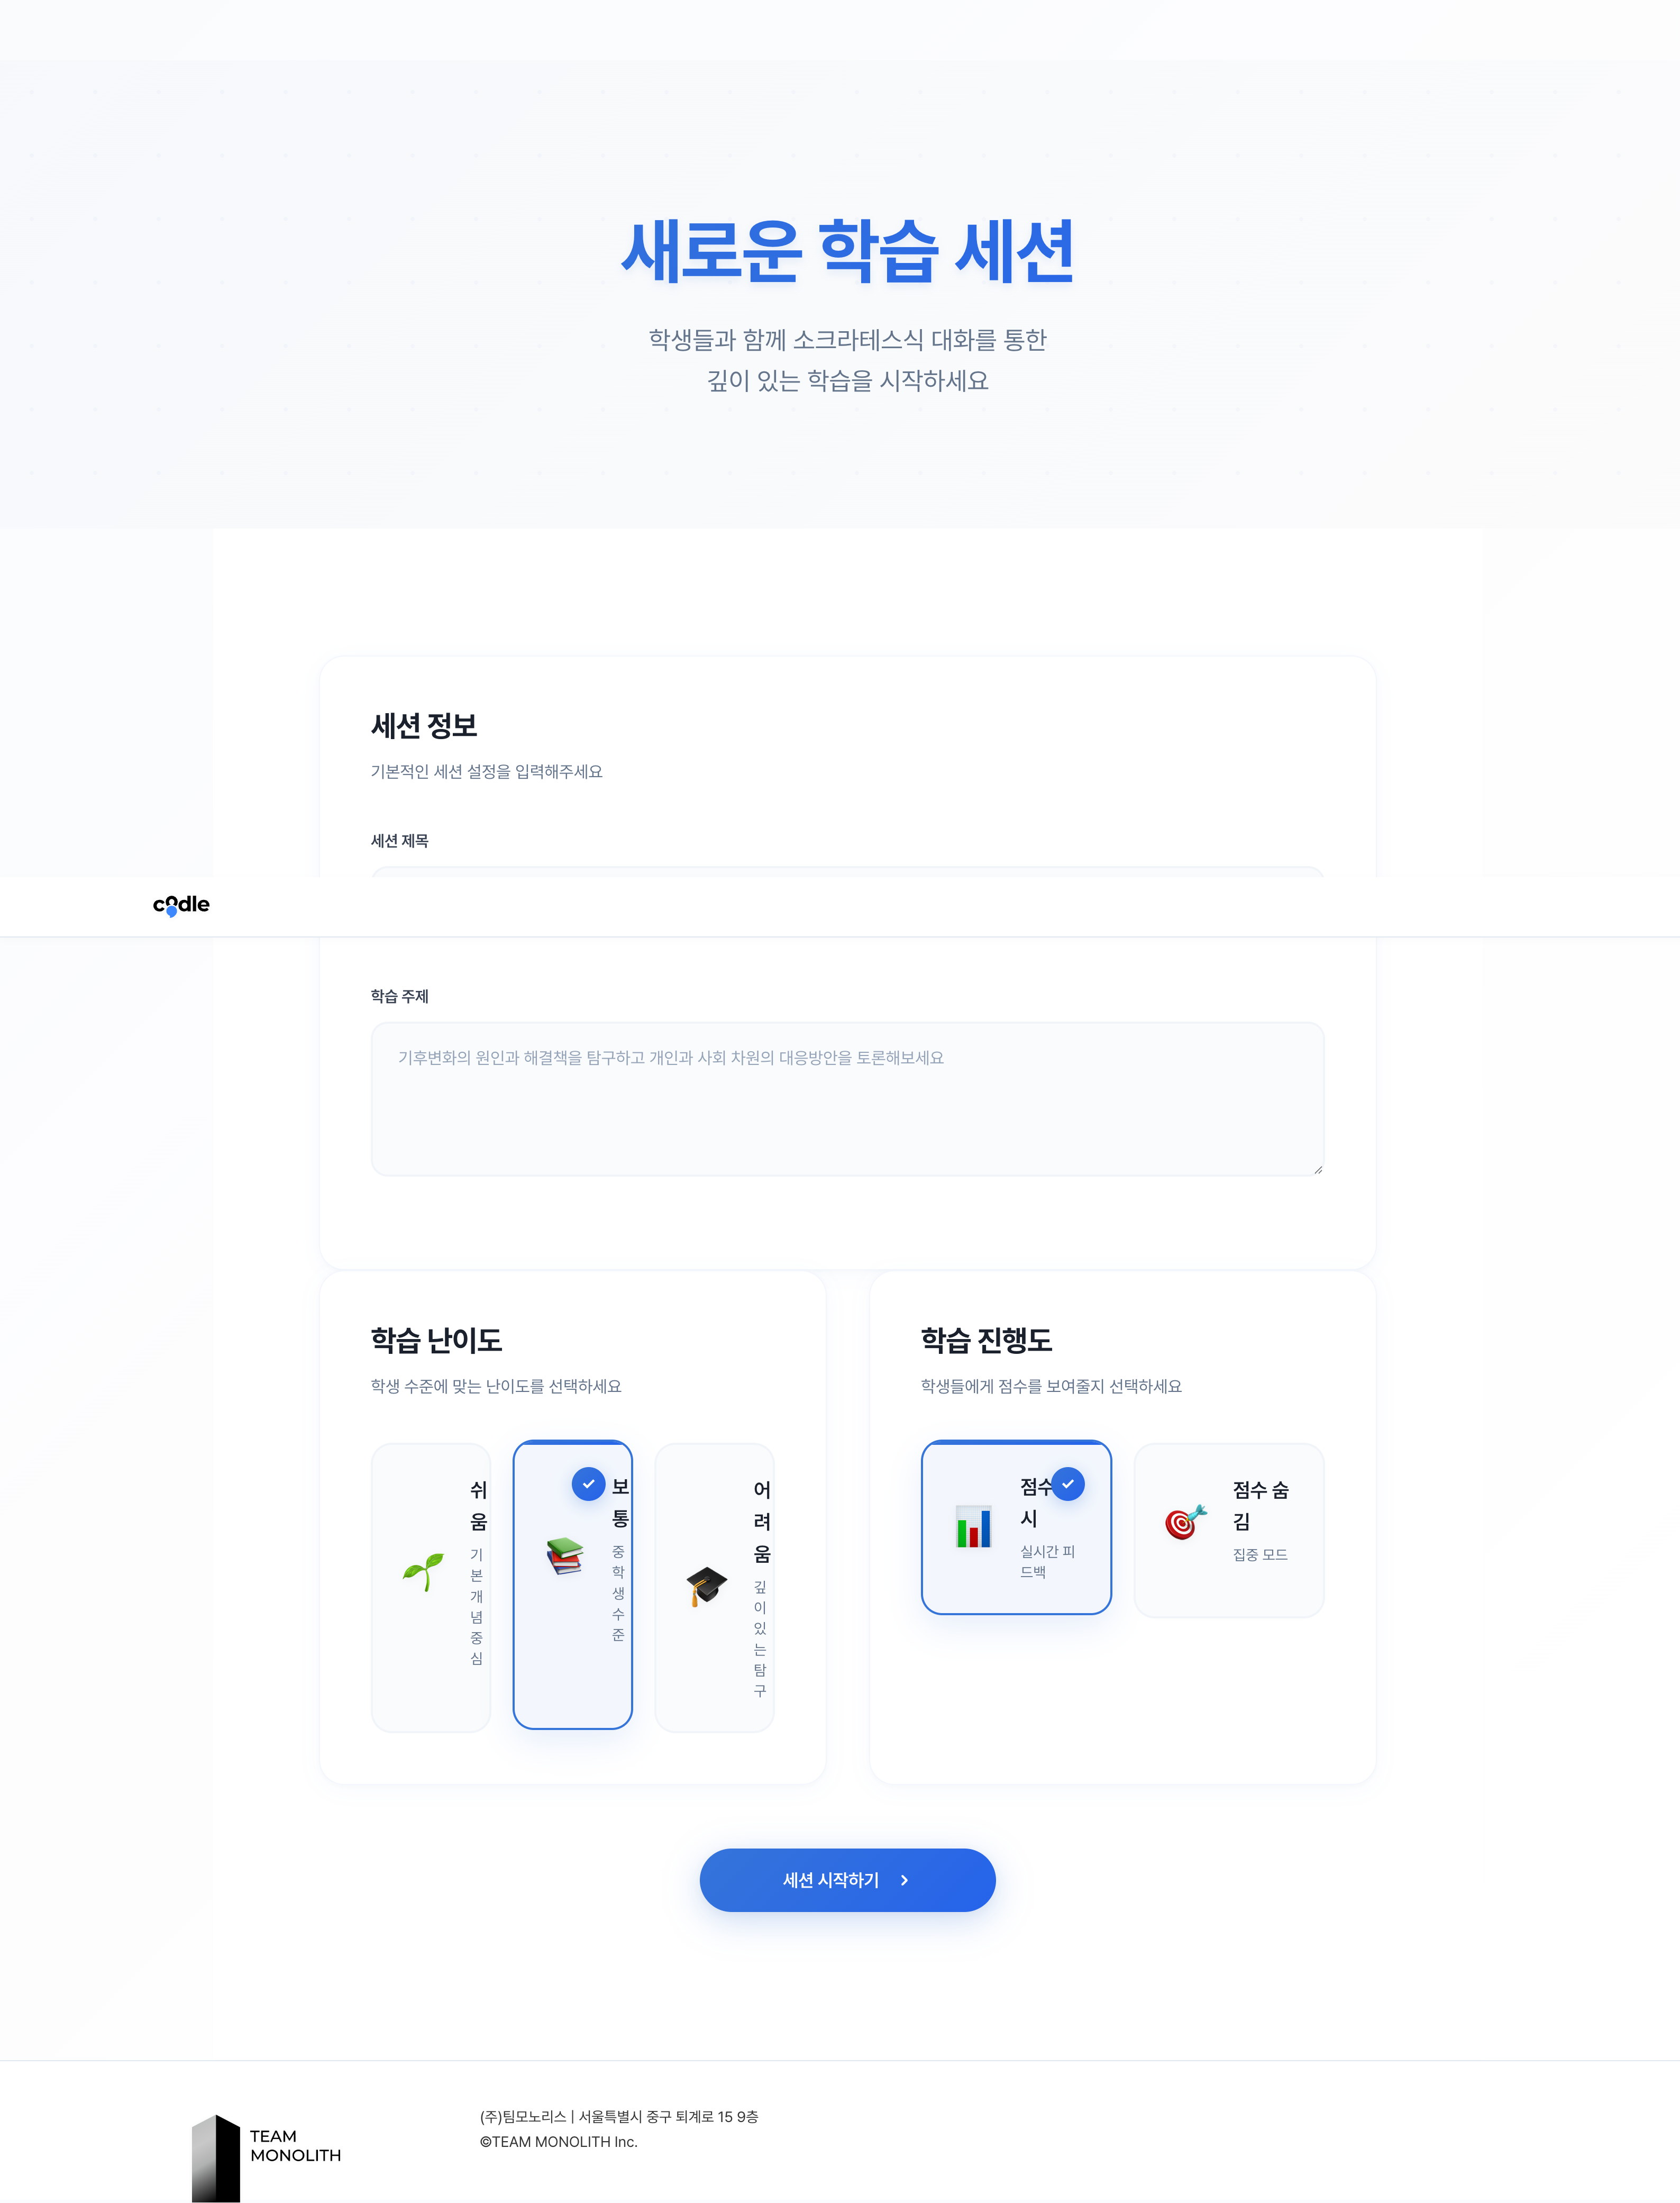 새로운 학습 세션
학생들과 함께 소크라테스식 대화를 통한
깊이 있는 학습을 시작하세요
세션 정보
기본적인 세션 설정을 입력해주세요
세션 제목
codle
학습 주제
기후변화의 원인과 해결책을 탐구하고 개인과 사회 차원의 대응방안을 토론해보세요
학습 난이도
학생 수준에 맞는 난이도를 선택하세요
쉬
움
기
본
개
념
중
심
보
통
중
학
생
수
준
어
려
움
깊
이
있
는
탐
구
학습 진행도
학생들에게 점수를 보여줄지 선택하세요
점수
시
실시간 피
드백
점수 숨
김
집중 모드
세션 시작하기
TEAM
MONOLITH
(주)팀모노리스 | 서울특별시 중구 퇴계로 15 9층
©TEAM MONOLITH Inc.